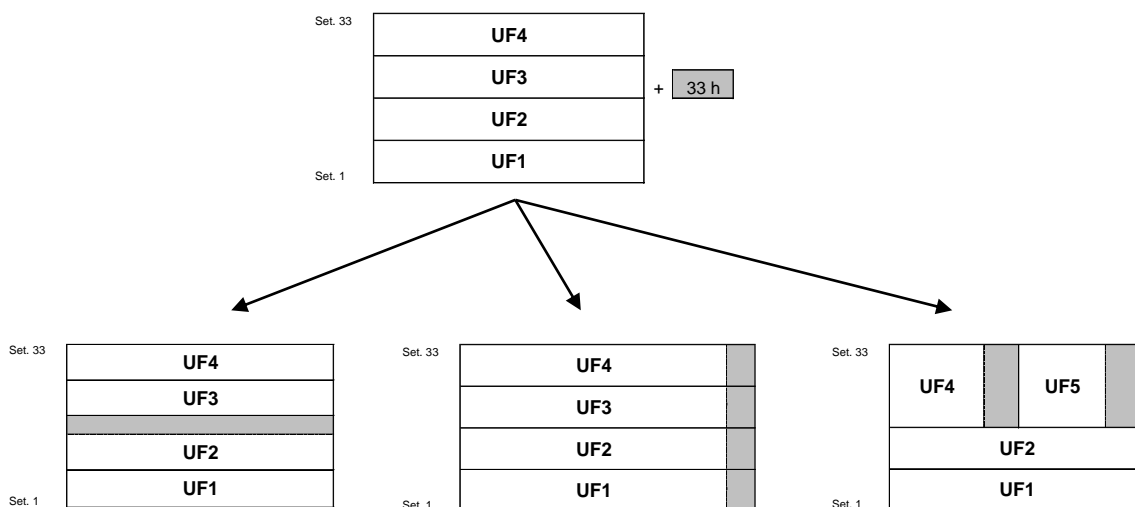 Set. 33
UF4
UF3
+ 33 h
UF2
UF1
Set. 1
Set. 33
UF4
UF3
UF2
UF1
Set. 1
Set. 33
UF4
UF3
UF2
UF1
Set. 1
Set. 33
UF4 UF5
UF2
UF1
Set. 1